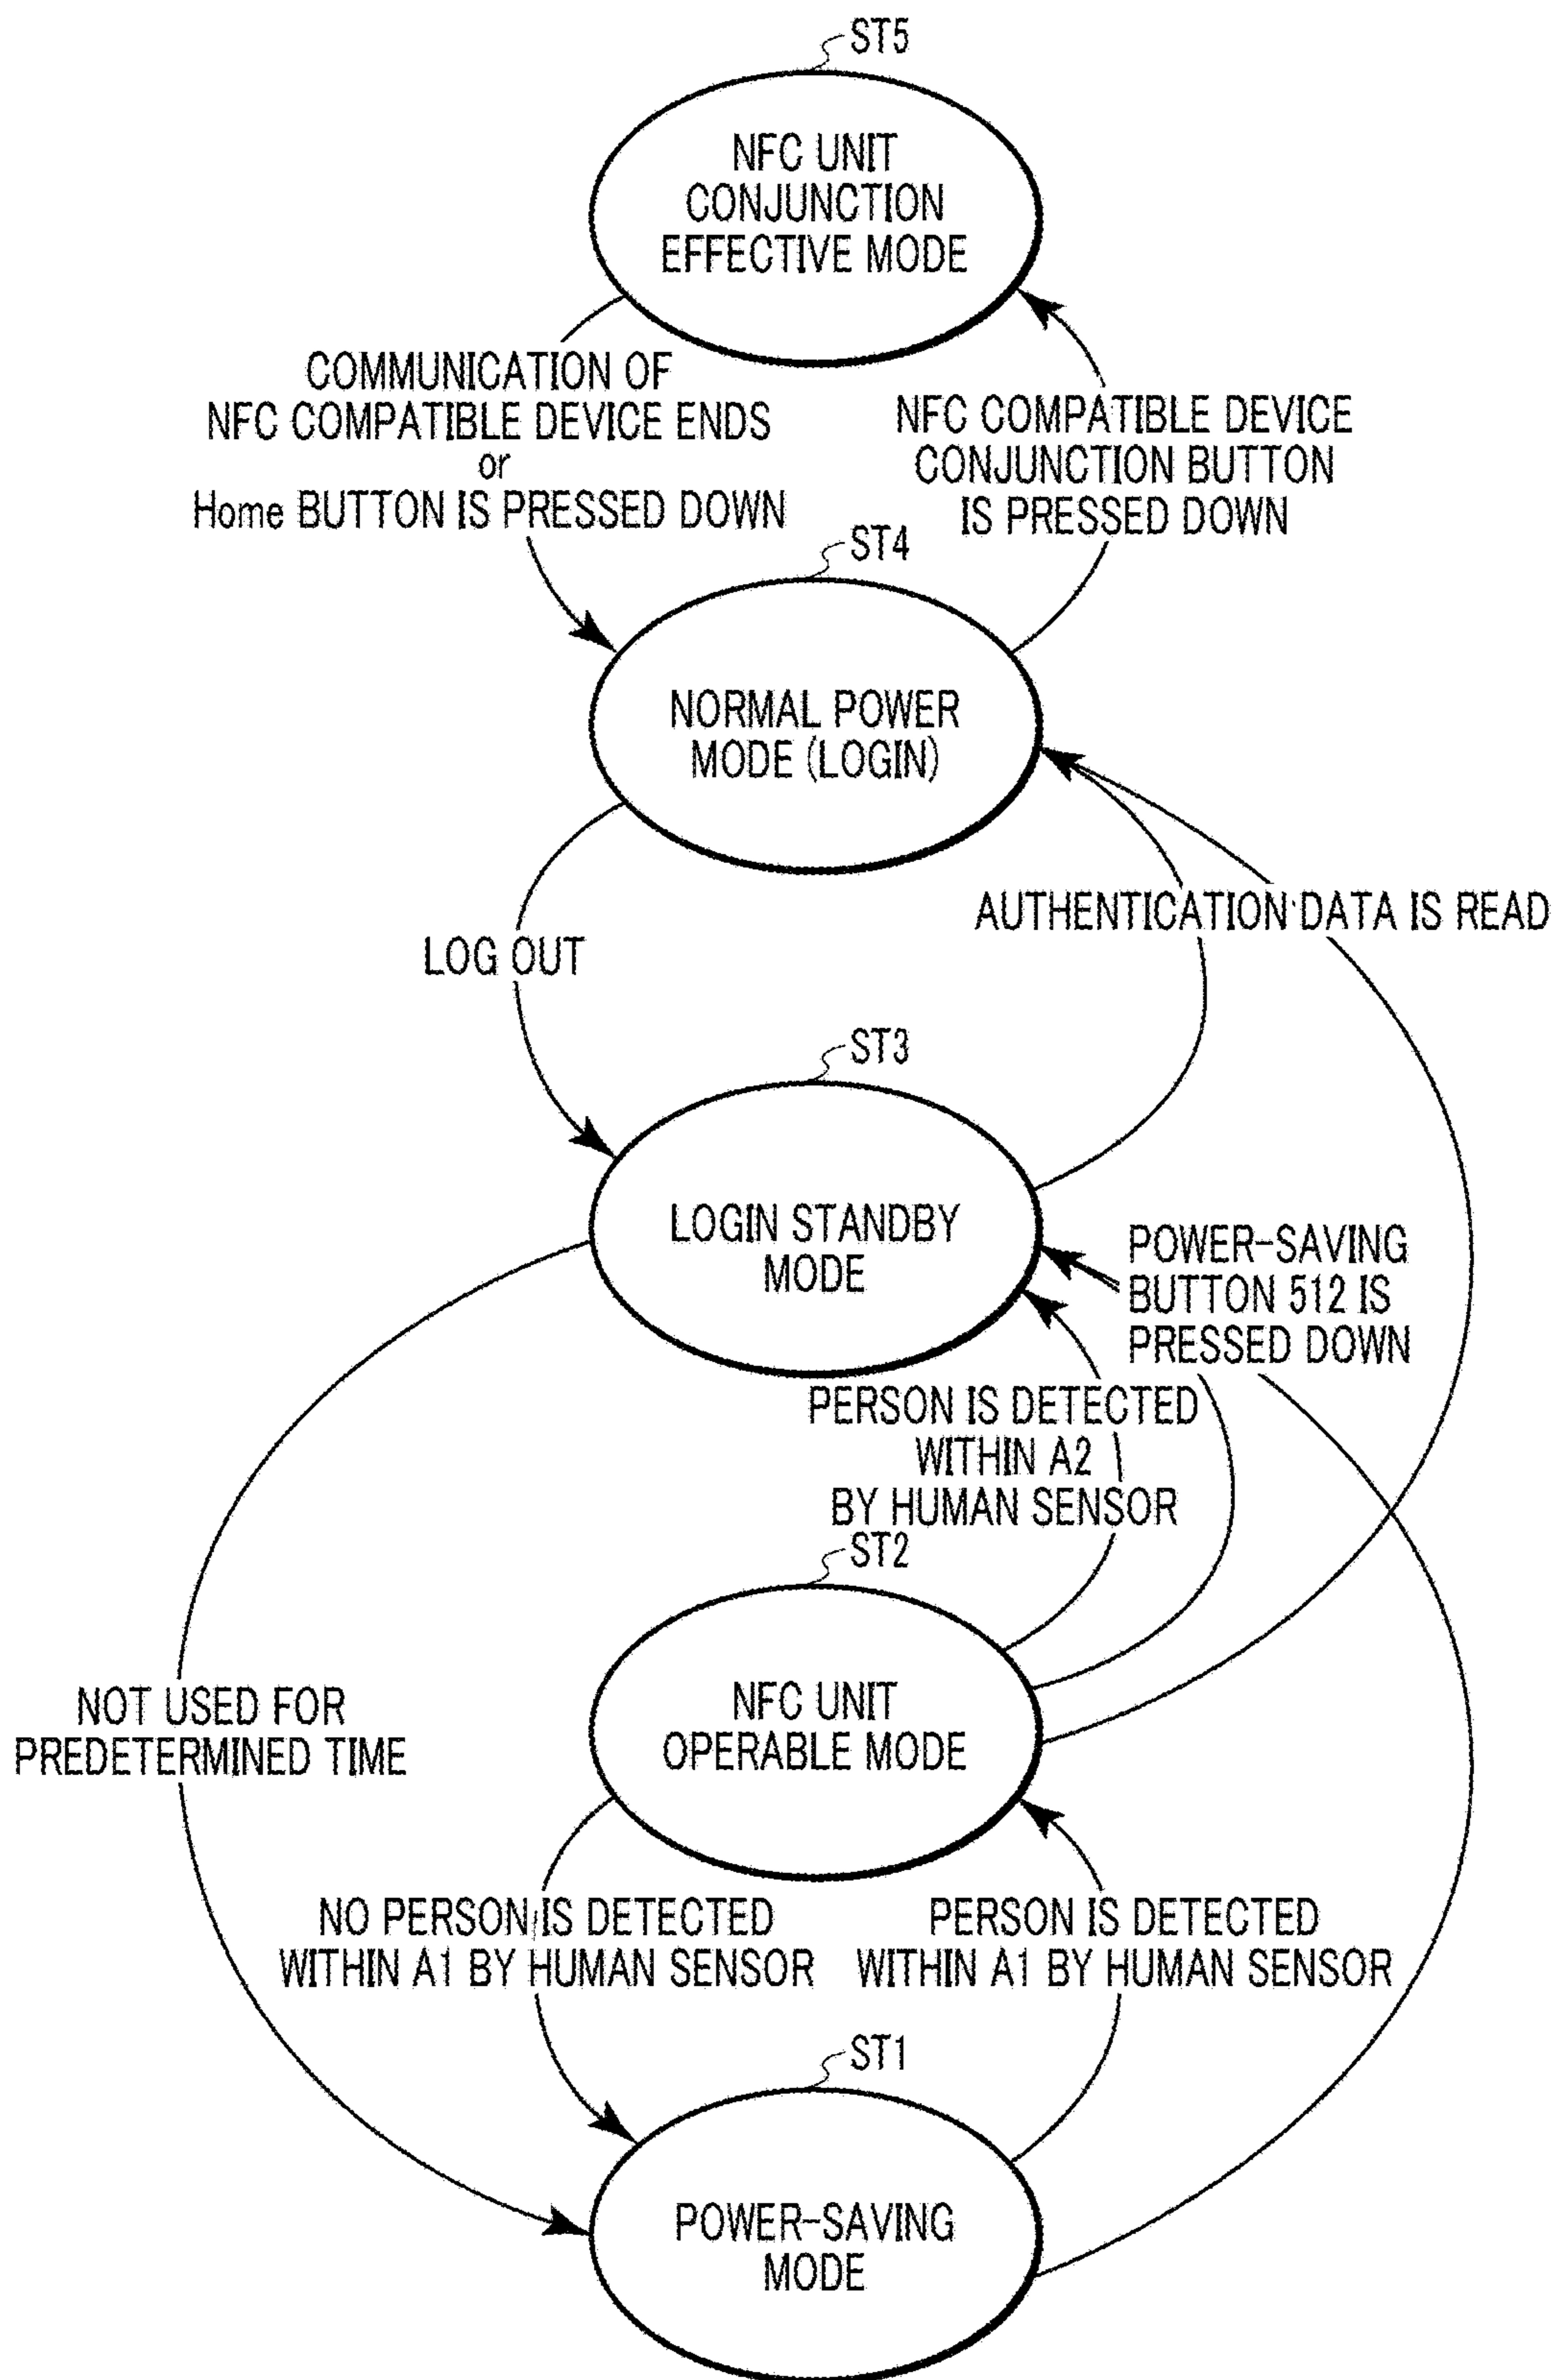 ST5
NFC UNIT
CONJUNCTION
EFFECTIVE MODE
COMMUNICATION OF
NFC COMPATIBLE DEVICE ENDS
or
Home BUTTON IS PRESSED DOWN
NFC COMPATIBLE DEVICE
CONJUNCTION BUTTON
IS PRESSED DOWN
ST4
NORMAL POWER
MODE (LOGIN)
AUTHENTICATION DATA IS READ
LOG OUT
ST3
LOGIN STANDBY
MODE
POWER-SAVING
BUTTON 512 IS
PRESSED DOWN
PERSON IS DETECTED
WITHIN A2
BY HUMAN SENSOR
ST2
NFC UNIT
OPERABLE MODE
NOT USED FOR
PREDETERMINED TIME
NO PERSON IS DETECTED
WITHIN A1 BY HUMAN SENSOR
PERSON IS DETECTED
WITHIN A1 BY HUMAN SENSOR
ST1
POWER-SAVING
MODE